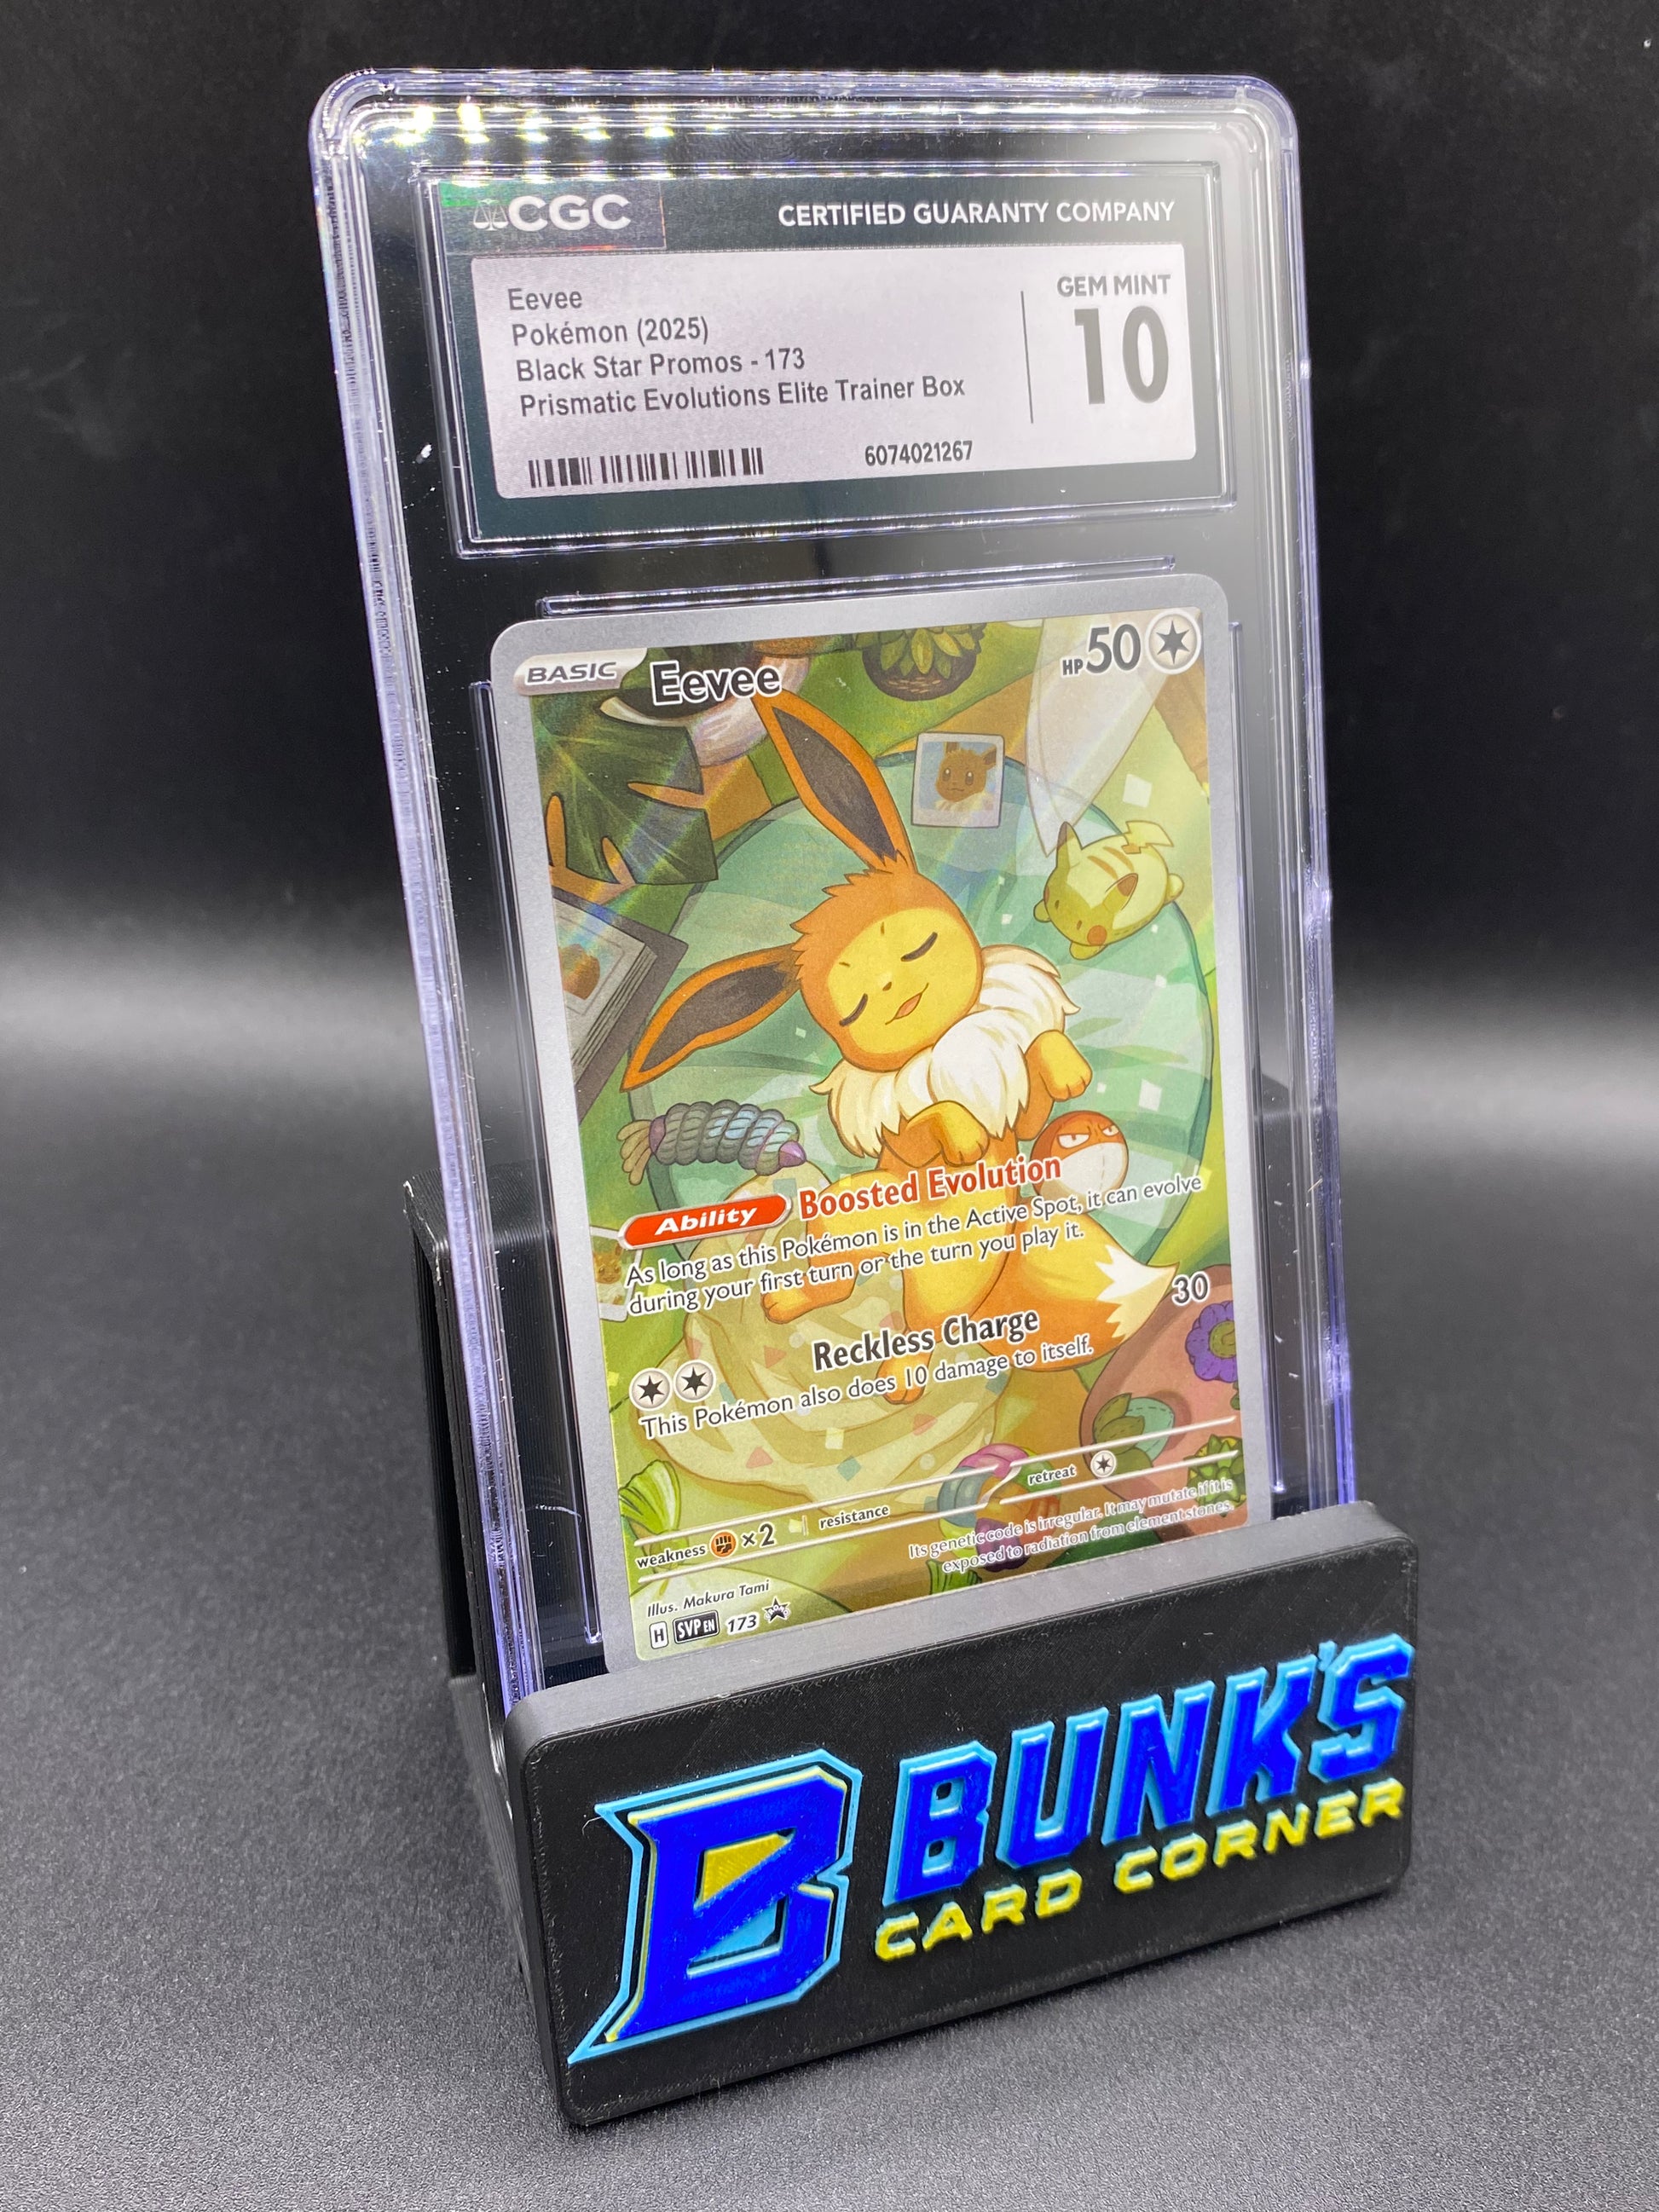 CGC
CERTIFIED GUARANTY COMPANY
Eevee
Pokémon (2025)
Black Star Promos - 173
Prismatic Evolutions Elite Trainer Box
GEM MINT
10
6074021267
BASIC
Eevee
HP50
Ability Boosted Evolution
As long as this Pokémon is in the Active Spot, it can evolve
during your first turn or the turn you play it.
Reckless Charge 30
This Pokémon also does 10 damage to itself.
weakness ×2 resistance retreat
Its genetic code is irregular. It may mutate if it is
exposed to radiation from element stones.
Illus. Makura Tami
H SVP EN 173
B
BUNK'S
CARD CORNER